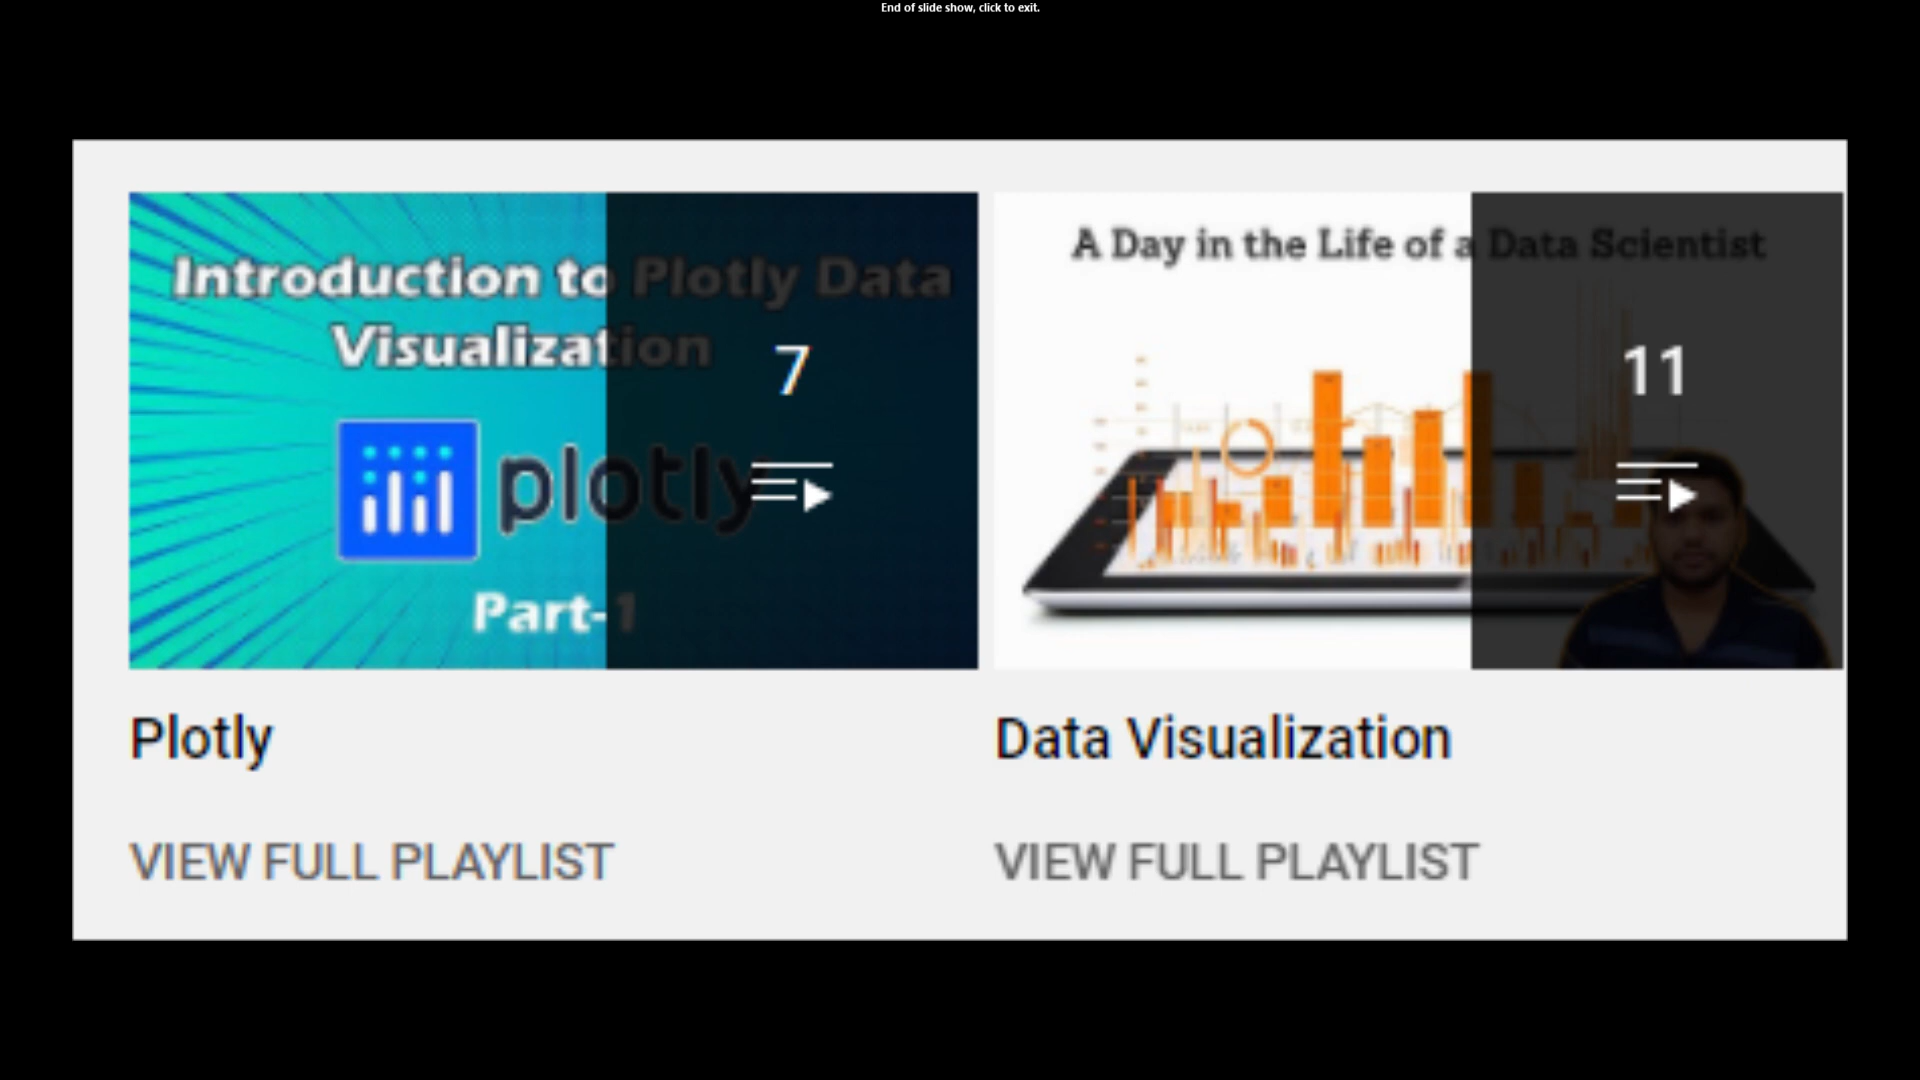 End of slide show, click to exit.
Introduction to Plotly Data
Visualization
plotly
Part-1
7
A Day in the Life of a Data Scientist
11
Plotly
Data Visualization
VIEW FULL PLAYLIST
VIEW FULL PLAYLIST